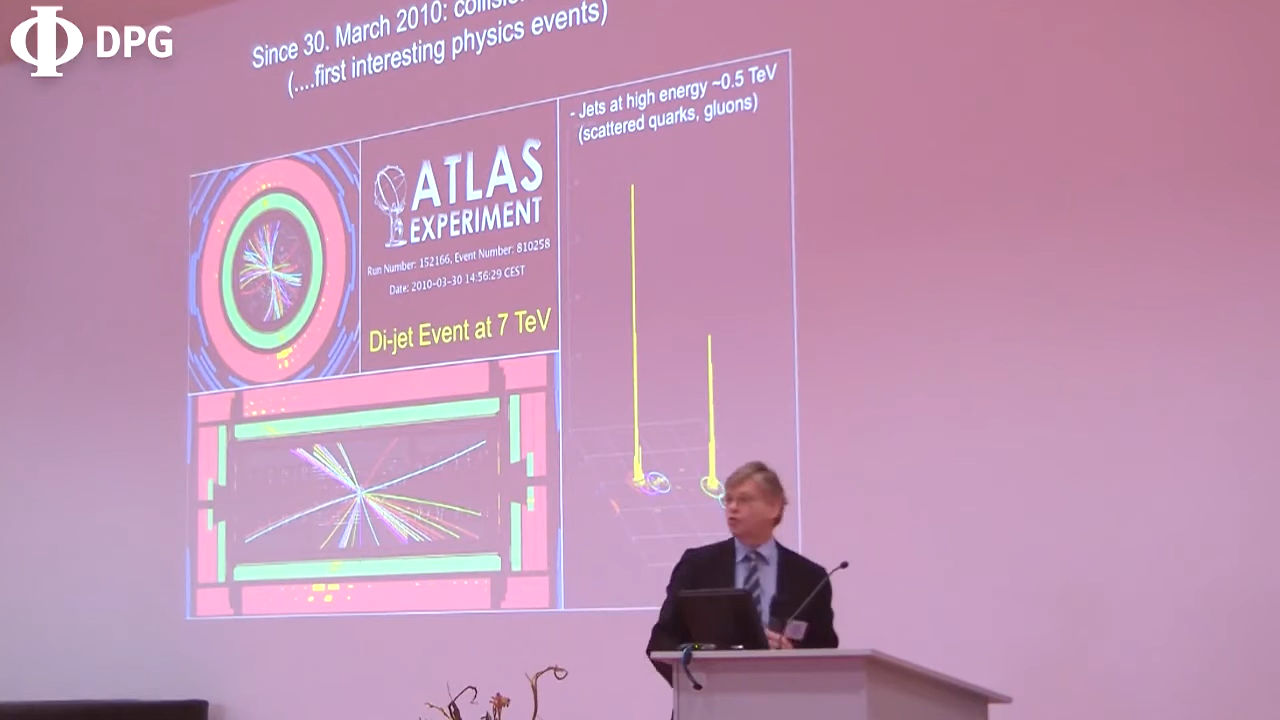 DPG
Since 30. March 2010:
(....first interesting physics events)
- Jets at high energy ~0.5 TeV
(scattered quarks, gluons)
ATLAS
EXPERIMENT
Run Number: 152166, Event Number: 810258
Date: 2010-03-30 14:56:29 CEST
Di-jet Event at 7 TeV